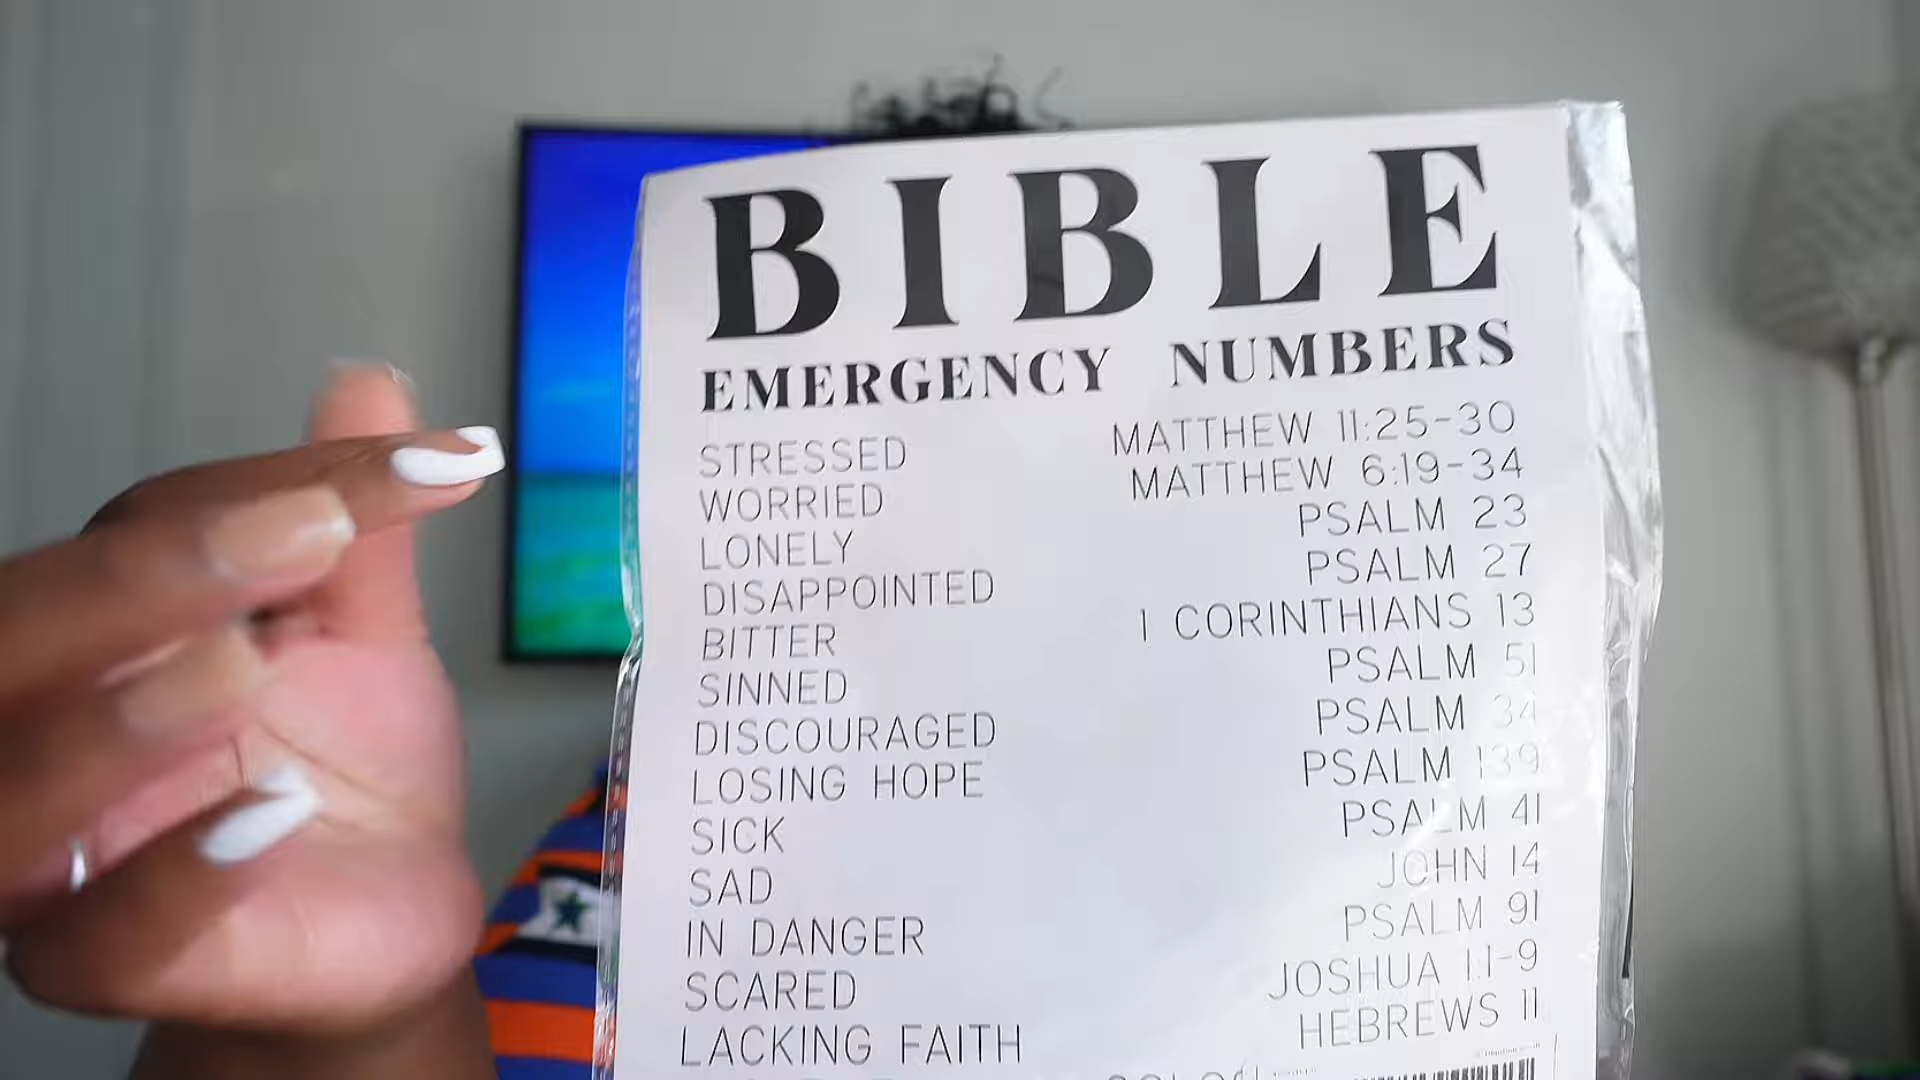 BIBLE
EMERGENCY NUMBERS
STRESSED MATTHEW 11:25-30
WORRIED MATTHEW 6:19-34
LONELY PSALM 23
DISAPPOINTED PSALM 27
BITTER 1 CORINTHIANS 13
SINNED PSALM 51
DISCOURAGED PSALM 34
LOSING HOPE PSALM 139
SICK PSALM 41
SAD JOHN 14
IN DANGER PSALM 91
SCARED JOSHUA 1:1-9
LACKING FAITH HEBREWS 11